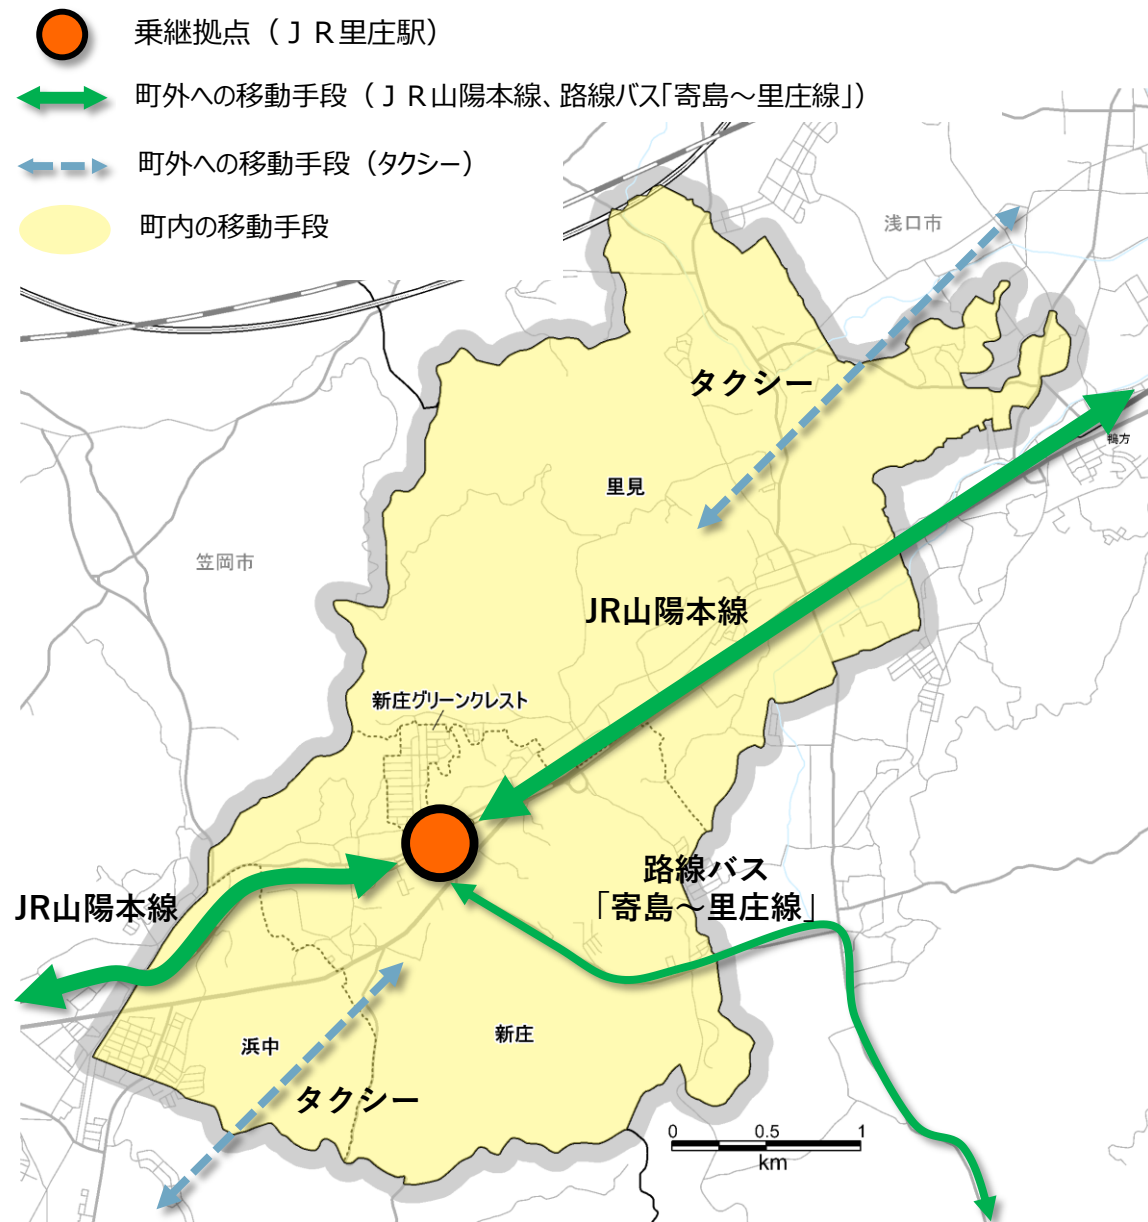 乗継拠点（ＪＲ里庄駅）
町外への移動手段（ＪＲ山陽本線、路線バス「寄島～里庄線」）
町外への移動手段（タクシー）
町内の移動手段
浅口市
タクシー
鴨方
里見
笠岡市
JR山陽本線
新庄グリーンクレスト
路線バス
「寄島～里庄線」
JR山陽本線
新庄
浜中
タクシー
0 0.5 1
km